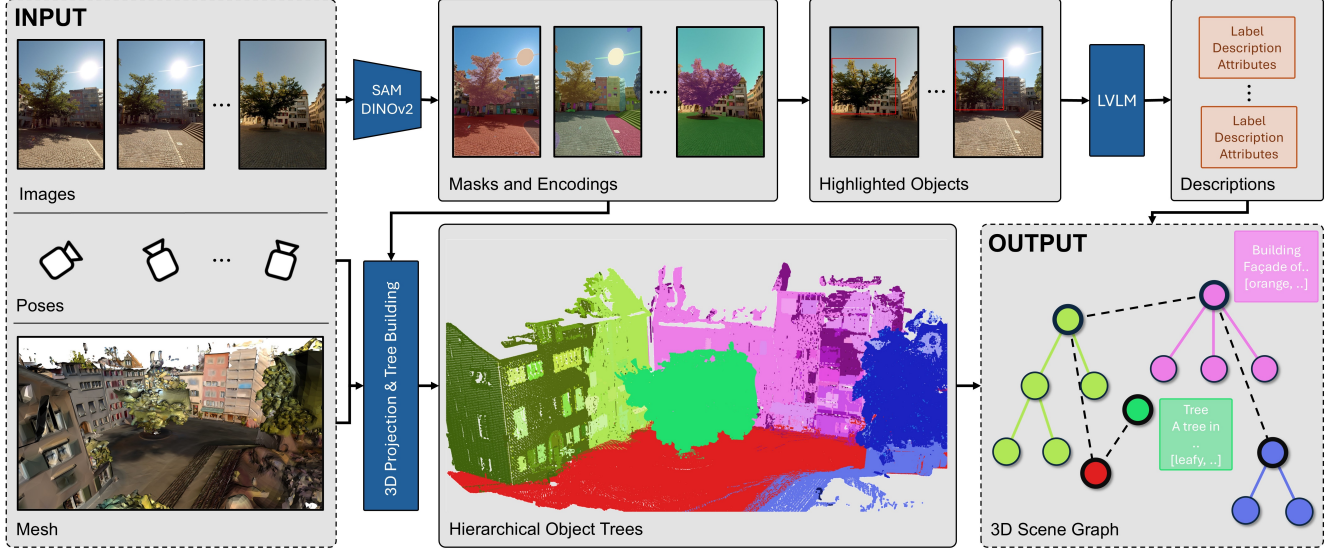 INPUT
...
Images
...
Poses
Mesh
SAM
DINOv2
...
Masks and Encodings
...
Highlighted Objects
LVLM
Label
Description
Attributes
Label
Description
Attributes
Descriptions
3D Projection & Tree Building
Hierarchical Object Trees
OUTPUT
Building
Façade of..
[orange, ..]
Tree
A tree in
..
[leafy, ..]
3D Scene Graph